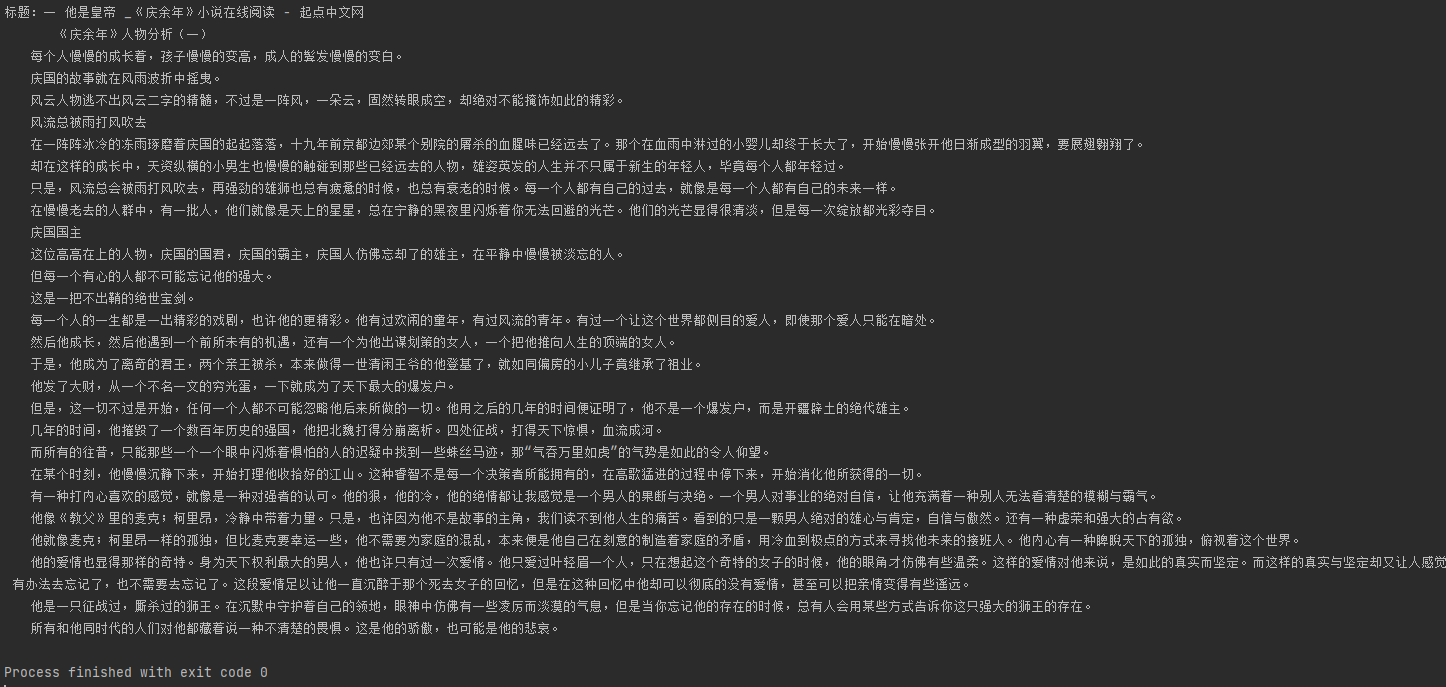 标题: 一 他是皇帝 _《庆余年》小说在线阅读 - 起点中文网
《庆余年》人物分析（一）
每个人慢慢的成长着，孩子慢慢的变高，成人的鬓发慢慢的变白。
庆国的故事就在风雨波折中摇曳。
风云人物逃不出风云二字的精髓，不过是一阵风，一朵云，固然转眼成空，却绝对不能掩饰如此的精彩。
风流总被雨打风吹去
在一阵阵冰冷的冻雨琢磨着庆国的起起落落，十九年前京都边郊某个别院的屠杀的血腥味已经远去了。那个在血雨中淋过的小婴儿却终于长大了，开始慢慢张开他日渐成型的羽翼，要展翅翱翔了。
却在这样的成长中，天资纵横的小男生也慢慢的触碰到那些已经远去的人物，雄姿英发的人生并不只属于新生的年轻人，毕竟每个人都年轻过。
只是，风流总会被雨打风吹去，再强劲的雄狮也总有疲惫的时候，也总有衰老的时候。每一个人都有自己的过去，就像是每一个人都有自己的未来一样。
在慢慢老去的人群中，有一批人，他们就像是天上的星星，总在宁静的黑夜里闪烁着你无法回避的光芒。他们的光芒显得很清淡，但是每一次绽放都光彩夺目。
庆国国主
这位高高在上的人物，庆国的国君，庆国的霸主，庆国人仿佛忘却了的雄主，在平静中慢慢被淡忘的人。
但每一个有心的人都不可能忘记他的强大。
这是一把不出鞘的绝世宝剑。
每一个人的一生都是一出精彩的戏剧，也许他的更精彩。他有过欢闹的童年，有过风流的青年。有过一个让这个世界都侧目的爱人，即使那个爱人只能在暗处。
然后他成长，然后他遇到一个前所未有的机遇，还有一个为他出谋划策的女人，一个把他推向人生的顶端的女人。
于是，他成为了离奇的君王，两个亲王被杀，本来做得一世清闲王爷的他登基了，就如同偏房的小儿子竟继承了祖业。
他发了大财，从一个不名一文的穷光蛋，一下就成为了天下最大的爆发户。
但是，这一切不过是开始，任何一个人都不可能忽略他后来所做的一切。他用之后的几年的时间便证明了，他不是一个爆发户，而是开疆辟土的绝代雄主。
几年的时间，他摧毁了一个数百年历史的强国，他把北魏打得分崩离析。四处征战，打得天下惊惧，血流成河。
而所有的往昔，只能那些一个一个眼中闪烁着惧怕的人的迟疑中找到一些蛛丝马迹，那“气吞万里如虎”的气势是如此的令人仰望。
在某个时刻，他慢慢沉静下来，开始打理他收拾好的江山。这种睿智不是每一个决策者所能拥有的，在高歌猛进的过程中停下来，开始消化他所获得的一切。
有一种打内心喜欢的感觉，就像是一种对强者的认可。他的狠，他的冷，他的绝情都让我感觉是一个男人的果断与决绝。一个男人对事业的绝对自信，让他充满着一种别人无法看清楚的模糊与霸气。
他像《教父》里的麦克；柯里昂，冷静中带着力量。只是，也许因为他不是故事的主角，我们读不到他人生的痛苦。看到的只是一颗男人绝对的雄心与肯定，自信与傲然。还有一种虚荣和强大的占有欲。
他就像麦克；柯里昂一样的孤独，但比麦克要幸运一些，他不需要为家庭的混乱，本来便是他自己在刻意的制造着家庭的矛盾，用冷血到极点的方式来寻找他未来的接班人。他内心有一种睥睨天下的孤独，俯视着这个世界。
他的爱情也显得那样的奇特。身为天下权利最大的男人，他也许只有过一次爱情。他只爱过叶轻眉一个人，只在想起这个奇特的女子的时候，他的眼角才仿佛有些温柔。这样的爱情对他来说，是如此的真实而坚定。而这样的真实与坚定却又让人感觉
有办法去忘记了，也不需要去忘记了。这段爱情足以让他一直沉醉于那个死去女子的回忆，但是在这种回忆中他却可以彻底的没有爱情，甚至可以把亲情变得有些遥远。
他是一只征战过，厮杀过的狮王。在沉默中守护着自己的领地，眼神中仿佛有一些凌厉而淡漠的气息，但是当你忘记他的存在的时候，总有人会用某些方式告诉你这只强大的狮王的存在。
所有和他同时代的人们对他都藏着说一种不清楚的畏惧。这是他的骄傲，也可能是他的悲哀。
Process finished with exit code 0